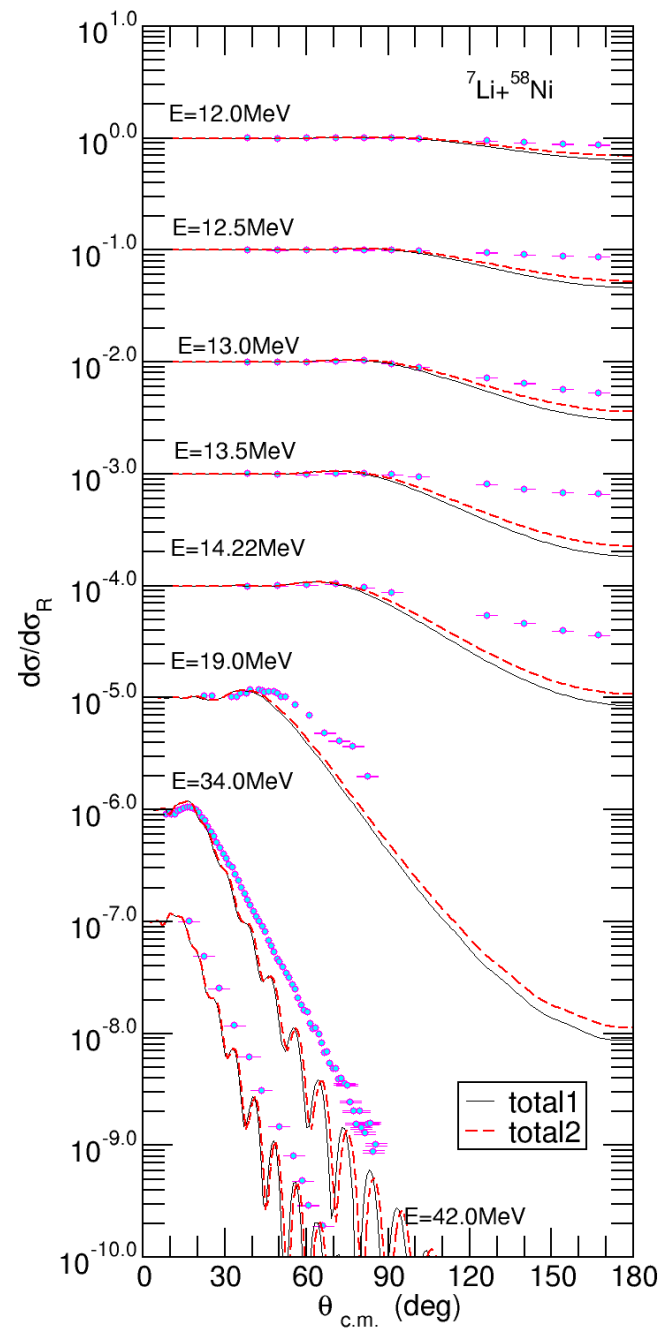 10^1.0
⁷Li+⁵⁸Ni
E=12.0MeV
10^0.0
E=12.5MeV
10^-1.0
E=13.0MeV
10^-2.0
E=13.5MeV
10^-3.0
E=14.22MeV
10^-4.0
dσ/dσ_R
E=19.0MeV
10^-5.0
E=34.0MeV
10^-6.0
10^-7.0
10^-8.0
total1
total2
10^-9.0
E=42.0MeV
10^-10.0
0 30 60 90 120 150 180
θ_c.m. (deg)